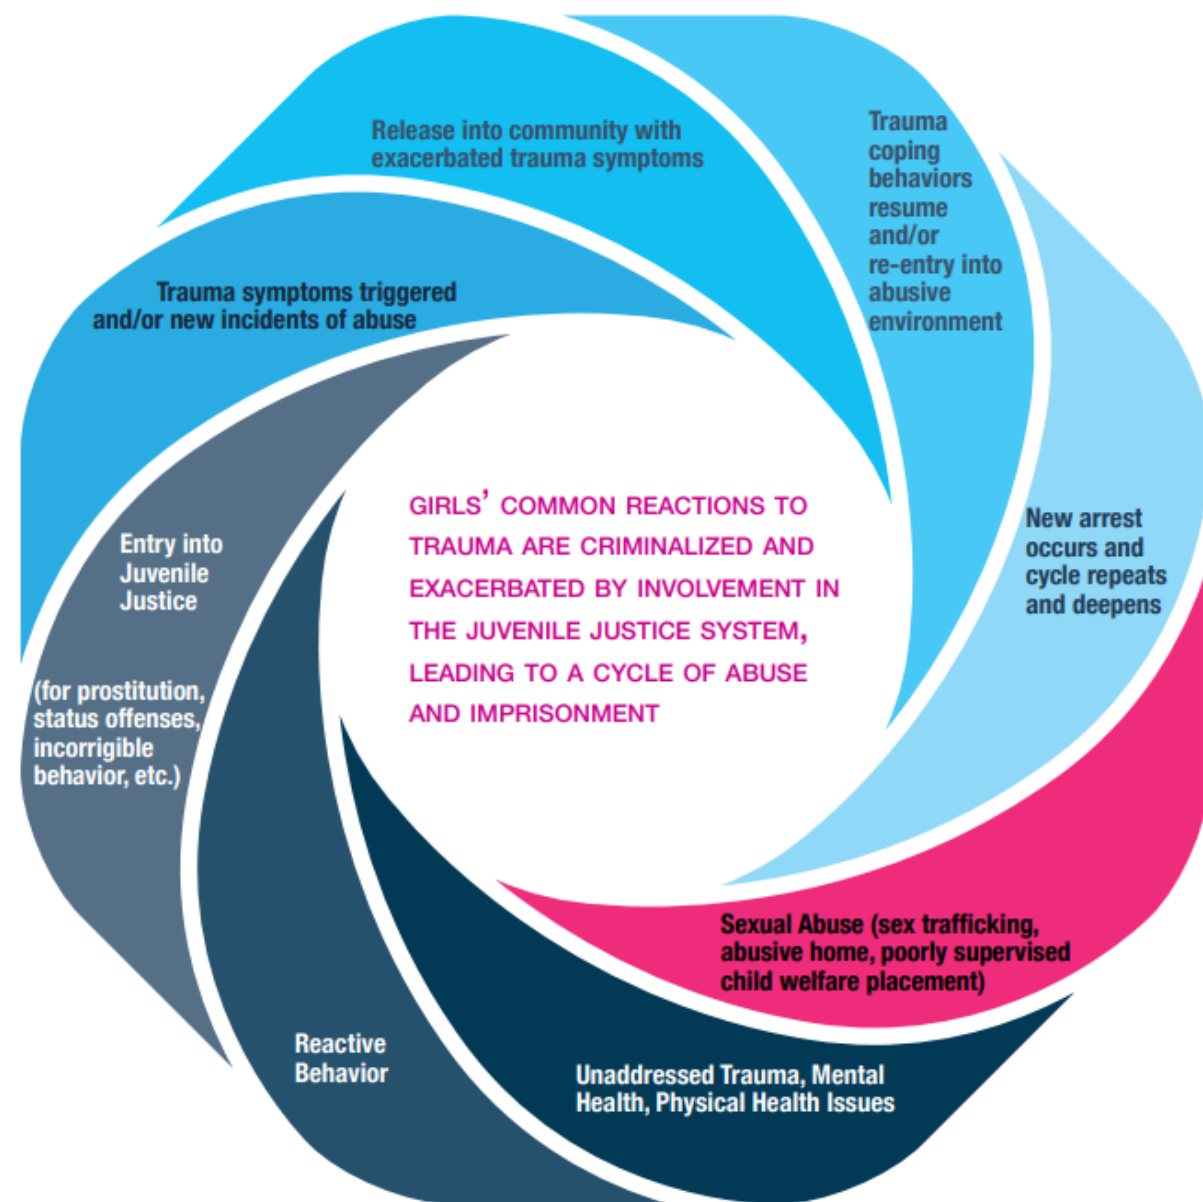 Release into community with
exacerbated trauma symptoms
Trauma
coping
behaviors
resume
and/or
re-entry into
abusive
environment
Trauma symptoms triggered
and/or new incidents of abuse
GIRLS' COMMON REACTIONS TO
TRAUMA ARE CRIMINALIZED AND
EXACERBATED BY INVOLVEMENT IN
THE JUVENILE JUSTICE SYSTEM,
LEADING TO A CYCLE OF ABUSE
AND IMPRISONMENT
New arrest
occurs and
cycle repeats
and deepens
Entry into
Juvenile
Justice
(for prostitution,
status offenses,
incorrigible
behavior, etc.)
Sexual Abuse (sex trafficking,
abusive home, poorly supervised
child welfare placement)
Reactive
Behavior
Unaddressed Trauma, Mental
Health, Physical Health Issues